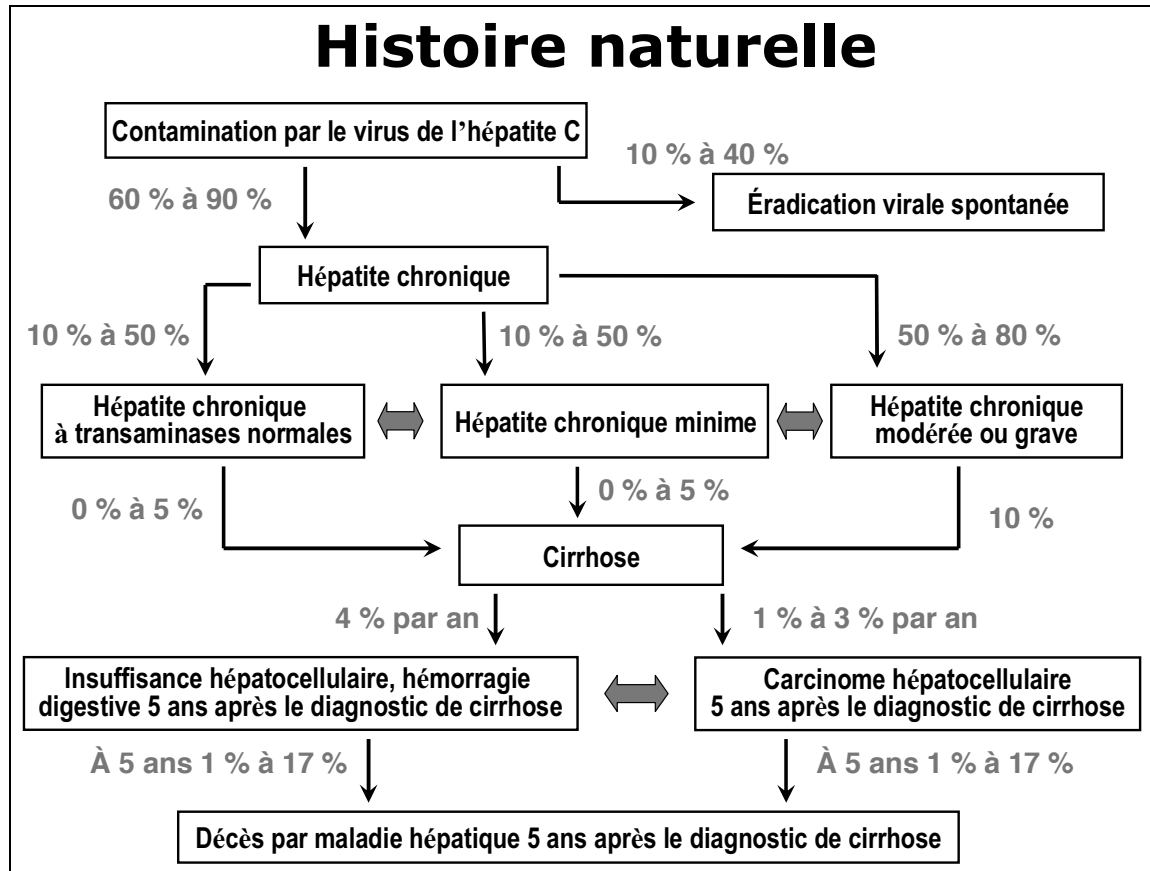 Histoire naturelle
Contamination par le virus de l’hépatite C
10 % à 40 %
60 % à 90 %
Éradication virale spontanée
Hépatite chronique
10 % à 50 %
10 % à 50 %
50 % à 80 %
Hépatite chronique
à transaminases normales
Hépatite chronique minime
Hépatite chronique
modérée ou grave
0 % à 5 %
0 % à 5 %
10 %
Cirrhose
4 % par an
1 % à 3 % par an
Insuffisance hépatocellulaire, hémorragie
digestive 5 ans après le diagnostic de cirrhose
Carcinome hépatocellulaire
5 ans après le diagnostic de cirrhose
À 5 ans 1 % à 17 %
À 5 ans 1 % à 17 %
Décès par maladie hépatique 5 ans après le diagnostic de cirrhose